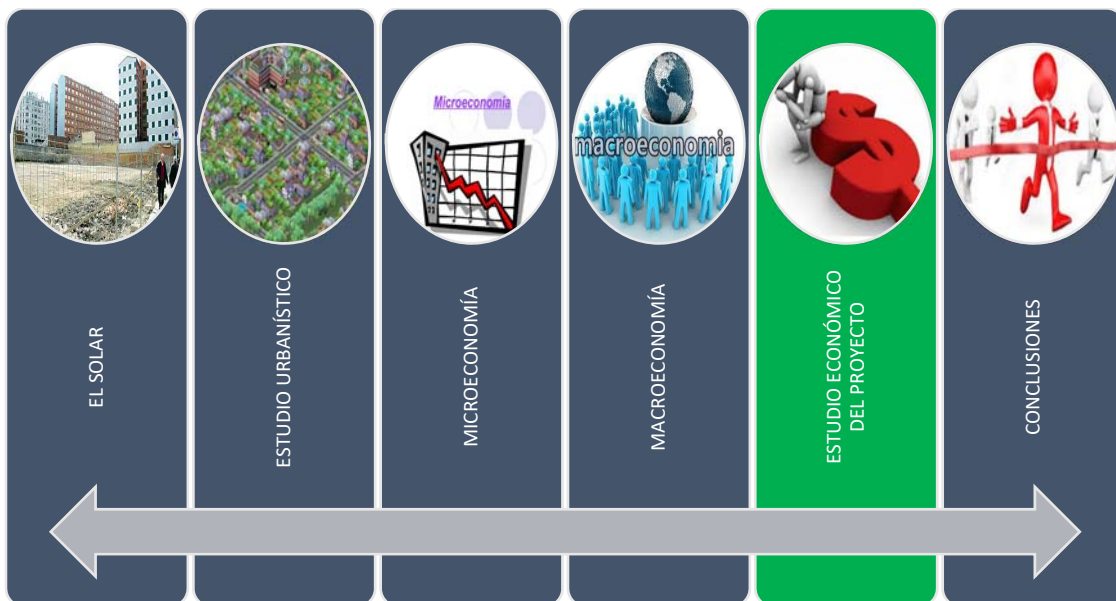 Microeconomía
macroeconomia
EL SOLAR
ESTUDIO URBANÍSTICO
MICROECONOMÍA
MACROECONOMÍA
ESTUDIO ECONÓMICO
DEL PROYECTO
CONCLUSIONES